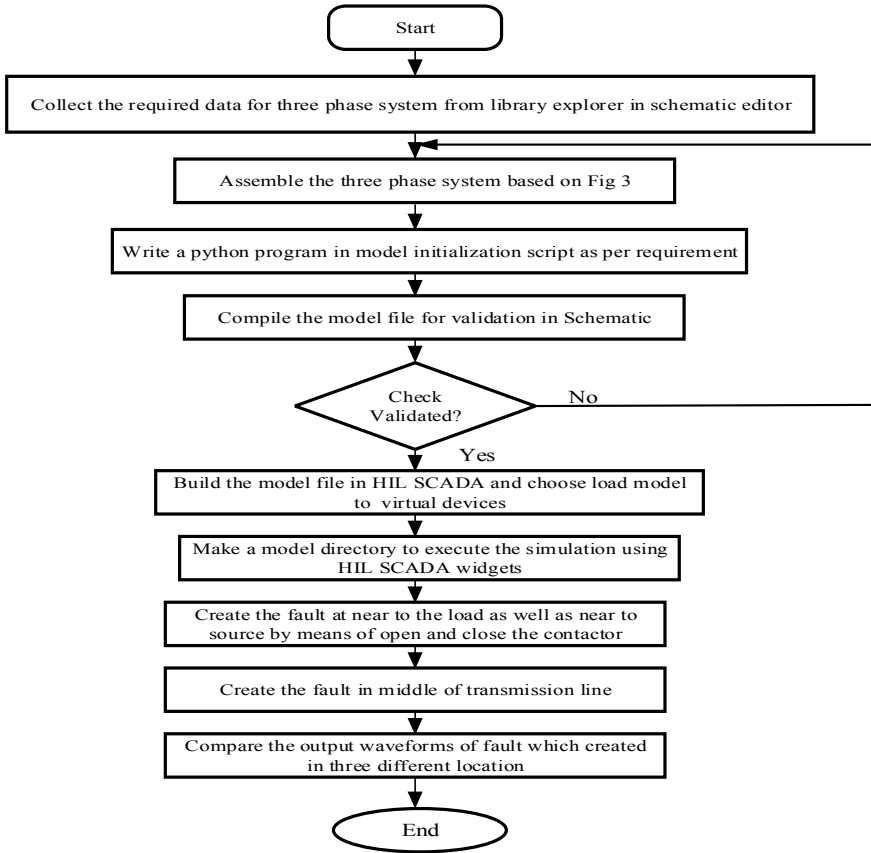 Start
Collect the required data for three phase system from library explorer in schematic editor
Assemble the three phase system based on Fig 3
Write a python program in model initialization script as per requirement
Compile the model file for validation in Schematic
Check
Validated?
No
Yes
Build the model file in HIL SCADA and choose load model
to virtual devices
Make a model directory to execute the simulation using
HIL SCADA widgets
Create the fault at near to the load as well as near to
source by means of open and close the contactor
Create the fault in middle of transmission line
Compare the output waveforms of fault which created
in three different location
End